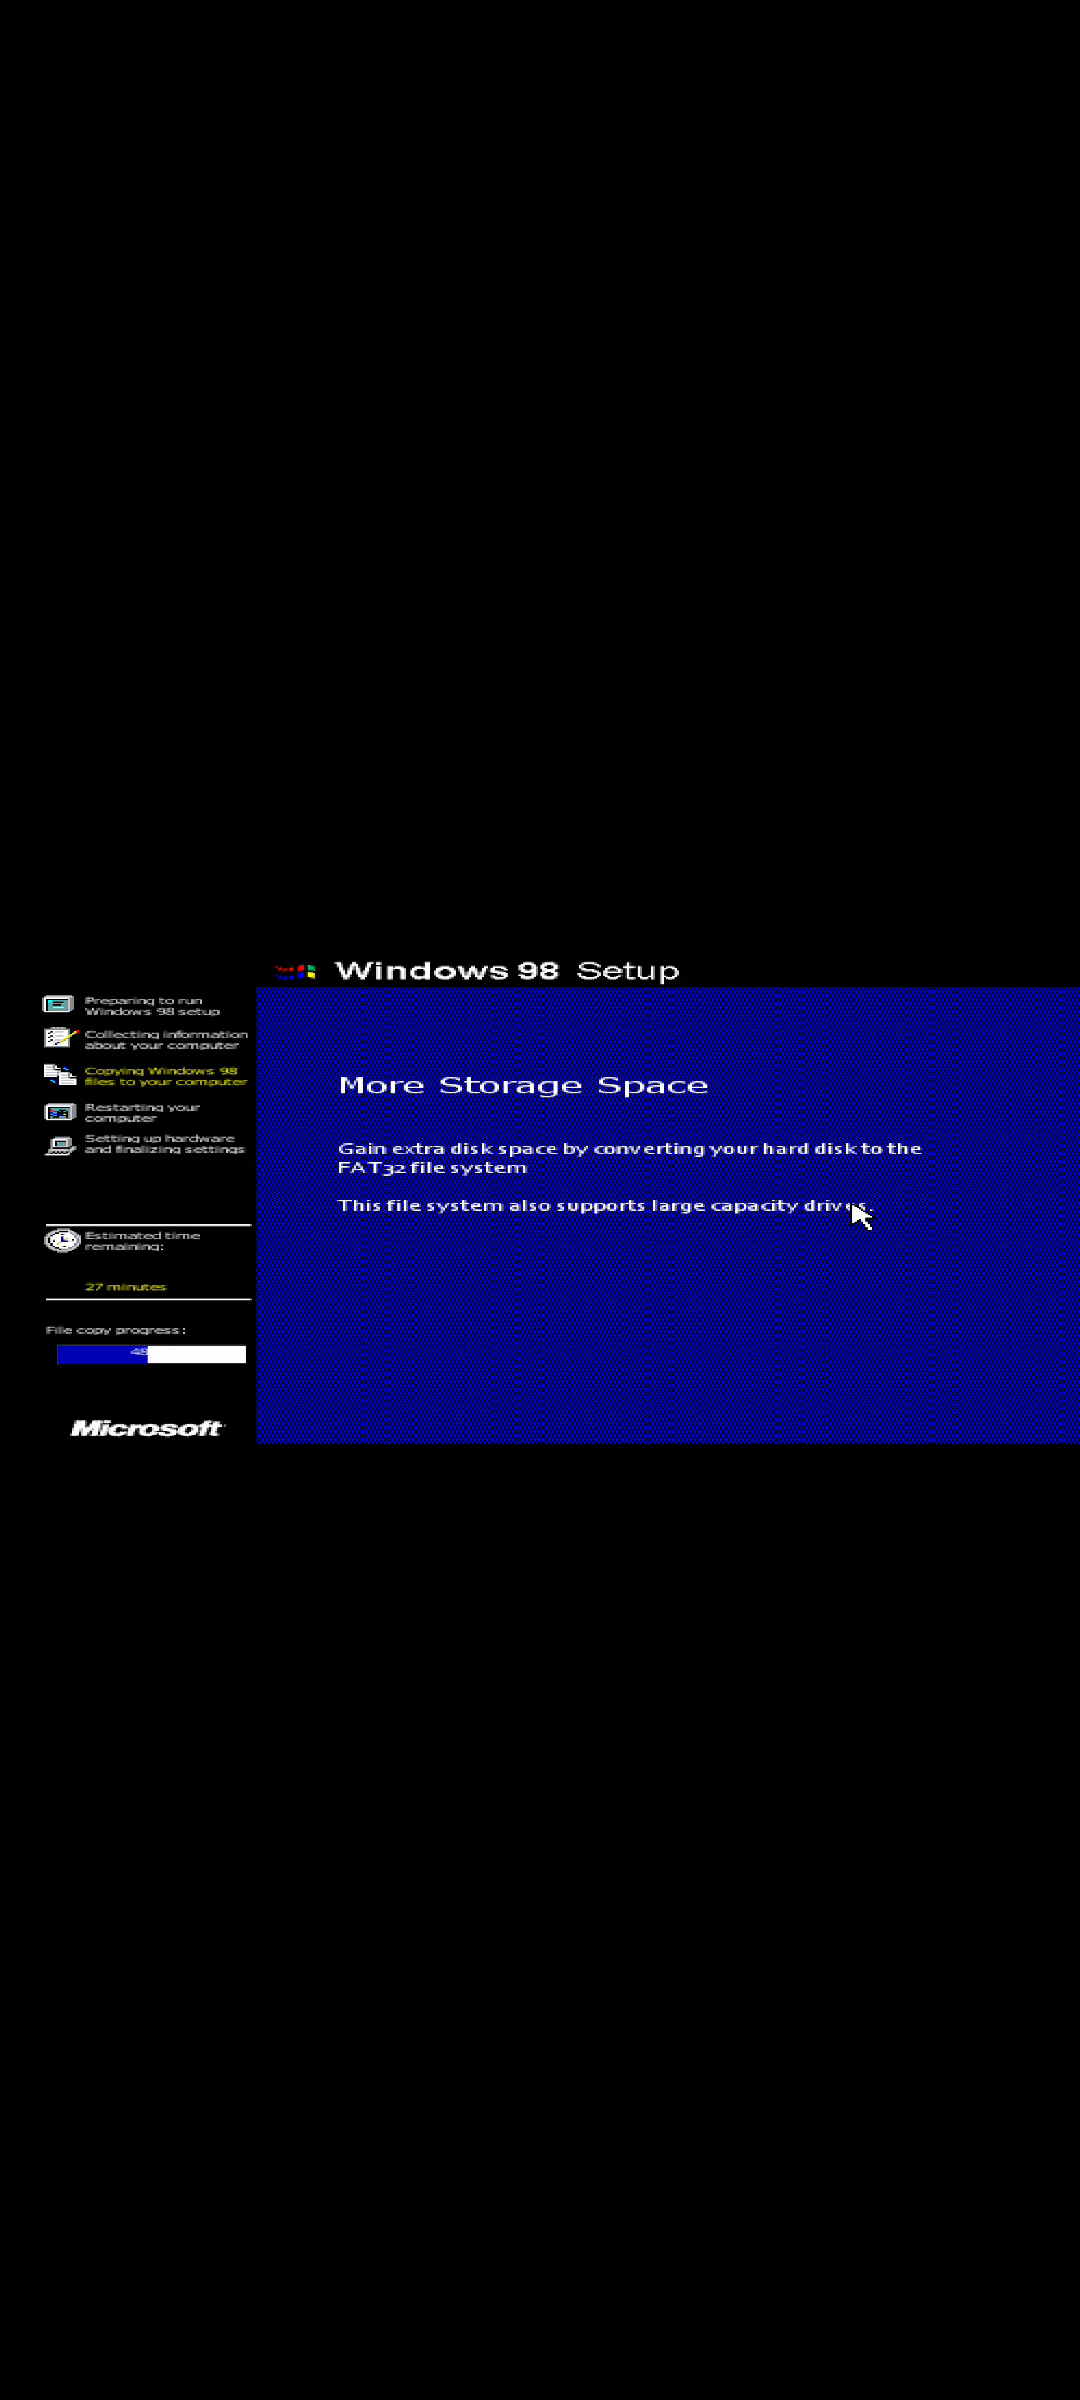 Windows 98 Setup
Preparing to run
Windows 98 setup
Collecting information
about your computer
Copying Windows 98
files to your computer
Restarting your
computer
Setting up hardware
and finalizing settings
Estimated time
remaining:
27 minutes
File copy progress:
48
Microsoft
More Storage Space
Gain extra disk space by converting your hard disk to the
FAT32 file system
This file system also supports large capacity drives.